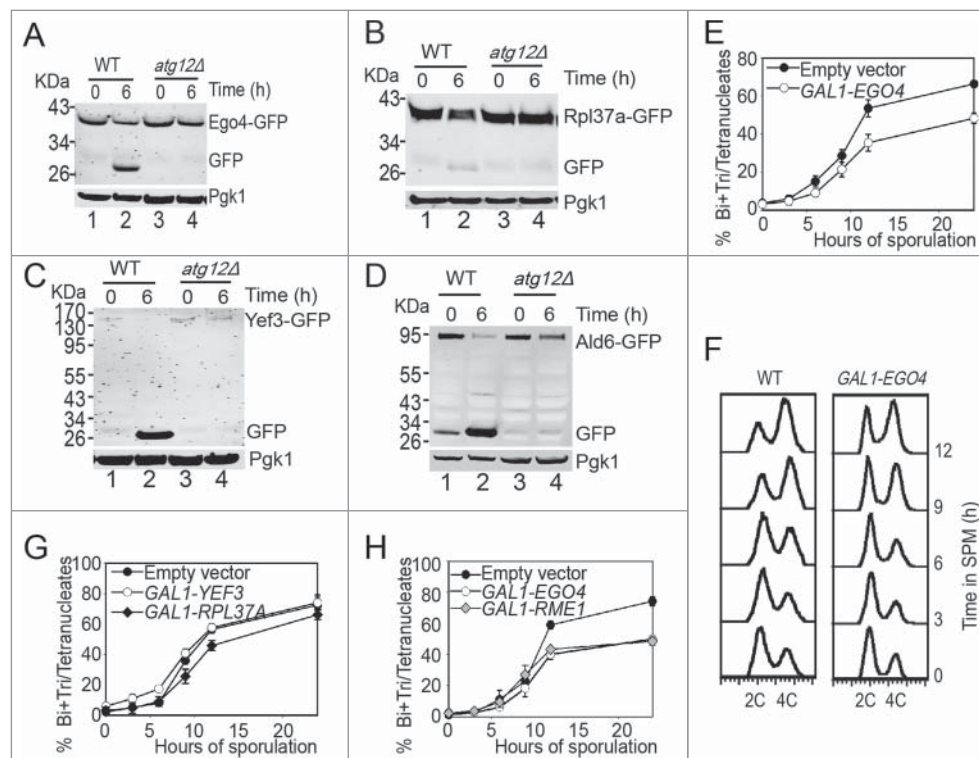 A
WT atg12Δ
KDa 0 6 0 6 Time (h)
43
Ego4-GFP
34
GFP
26
Pgk1
1 2 3 4
B
WT atg12Δ
KDa 0 6 0 6 Time (h)
43
Rpl37a-GFP
34
GFP
26
Pgk1
1 2 3 4
E
80
Empty vector
GAL1-EGO4
60
40
20
0
% Bi+Tri/Tetranucleates
0 5 10 15 20
Hours of sporulation
C
WT atg12Δ
KDa 0 6 0 6 Time (h)
170
Yef3-GFP
130
95
55
43
34
GFP
26
Pgk1
1 2 3 4
D
WT atg12Δ
KDa 0 6 0 6 Time (h)
95
Ald6-GFP
55
43
34
GFP
26
Pgk1
1 2 3 4
F
WT GAL1-EGO4
12
9
6
3
0
Time in SPM (h)
2C 4C 2C 4C
G
100
Empty vector
80
GAL1-YEF3
GAL1-RPL37A
60
40
20
0
% Bi+Tri/Tetranucleates
0 5 10 15 20
Hours of sporulation
H
100
Empty vector
80
GAL1-EGO4
GAL1-RME1
60
40
20
0
% Bi+Tri/Tetranucleates
0 5 10 15 20
Hours of sporulation